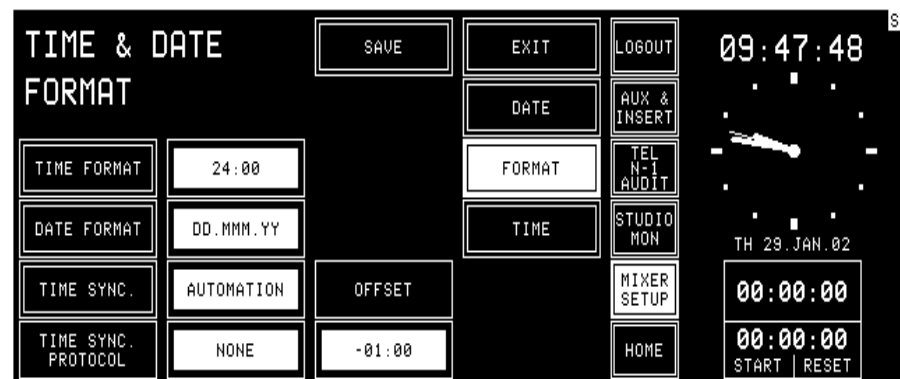 TIME & DATE
FORMAT
SAVE
EXIT
LOGOUT
09:47:48
S
DATE
AUX &
INSERT
TIME FORMAT
24:00
FORMAT
TEL
N-1
AUDIT
DATE FORMAT
DD.MMM.YY
TIME
STUDIO
MON
TH 29.JAN.02
TIME SYNC.
AUTOMATION
OFFSET
MIXER
SETUP
00:00:00
TIME SYNC.
PROTOCOL
NONE
-01:00
HOME
00:00:00
START | RESET